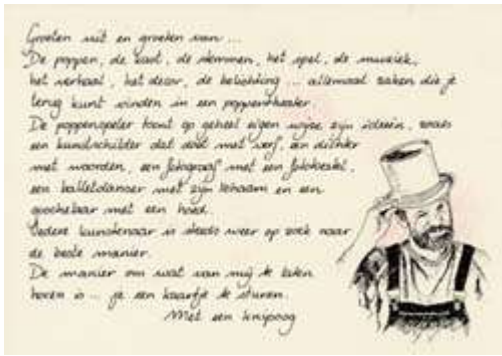 Groeten uit en groeten van ...
De poppen, de kast, de stemmen, het spel, de muziek,
het verhaal, het decor, de belichting ... allemaal zaken die je
terug kunt vinden in een poppentheater.
De poppenspeler toont op geheel eigen wijze zijn ideeën, zoals
een kunstschilder dat doet met verf, een dichter
met woorden, een fotograaf met een fototoestel,
een balletdanser met zijn lichaam en een
goochelaar met een hoed.
Iedere kunstenaar is steeds weer op zoek naar
de beste manier.
De manier om wat van mij te laten
horen is ... je een kaartje te sturen.
Met een knipoog